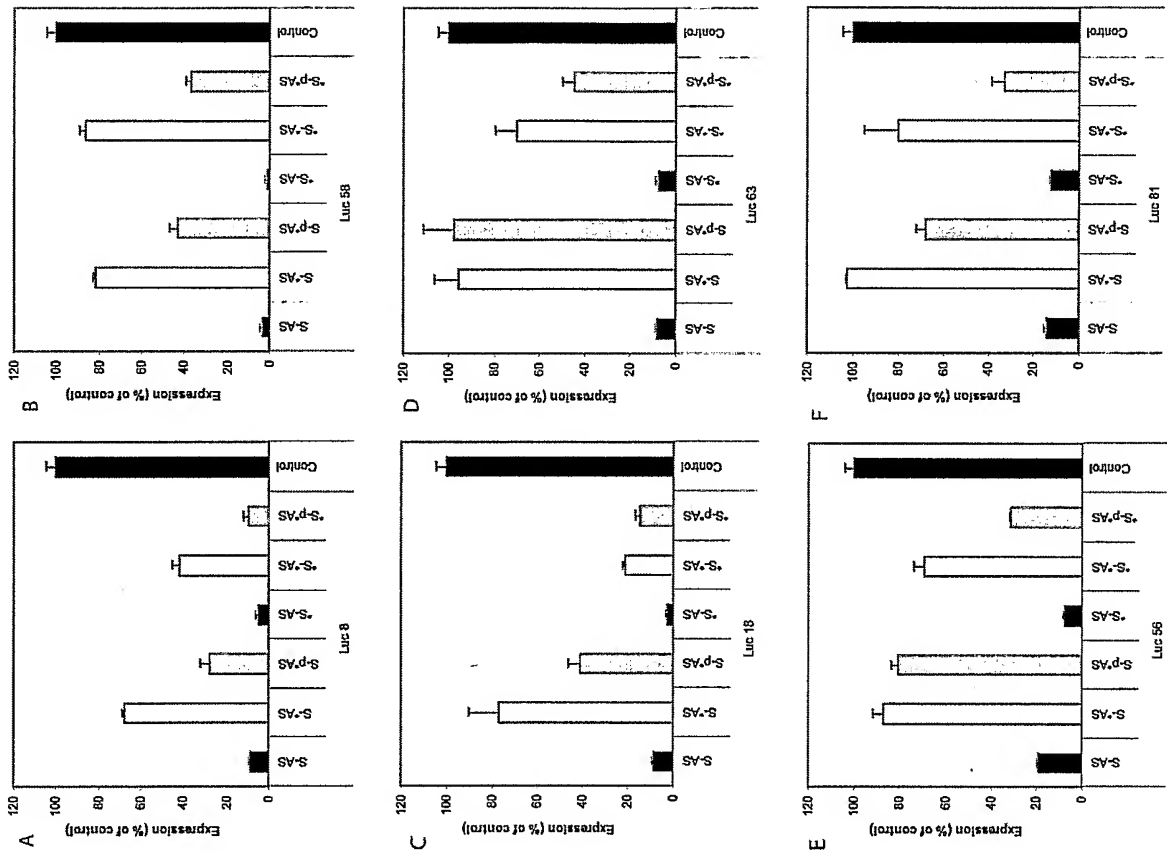 A
Expression (% of control)
120
100
80
60
40
20
0
S-AS
S-*AS
S-p*AS
*S-AS
*S-*AS
*S-p*AS
Control
Luc 8
B
Expression (% of control)
120
100
80
60
40
20
0
S-AS
S-*AS
S-p*AS
*S-AS
*S-*AS
*S-p*AS
Control
Luc 58
C
Expression (% of control)
120
100
80
60
40
20
0
S-AS
S-*AS
S-p*AS
*S-AS
*S-*AS
*S-p*AS
Control
Luc 18
D
Expression (% of control)
120
100
80
60
40
20
0
S-AS
S-*AS
S-p*AS
*S-AS
*S-*AS
*S-p*AS
Control
Luc 63
E
Expression (% of control)
120
100
80
60
40
20
0
S-AS
S-*AS
S-p*AS
*S-AS
*S-*AS
*S-p*AS
Control
Luc 56
F
Expression (% of control)
120
100
80
60
40
20
0
S-AS
S-*AS
S-p*AS
*S-AS
*S-*AS
*S-p*AS
Control
Luc 81